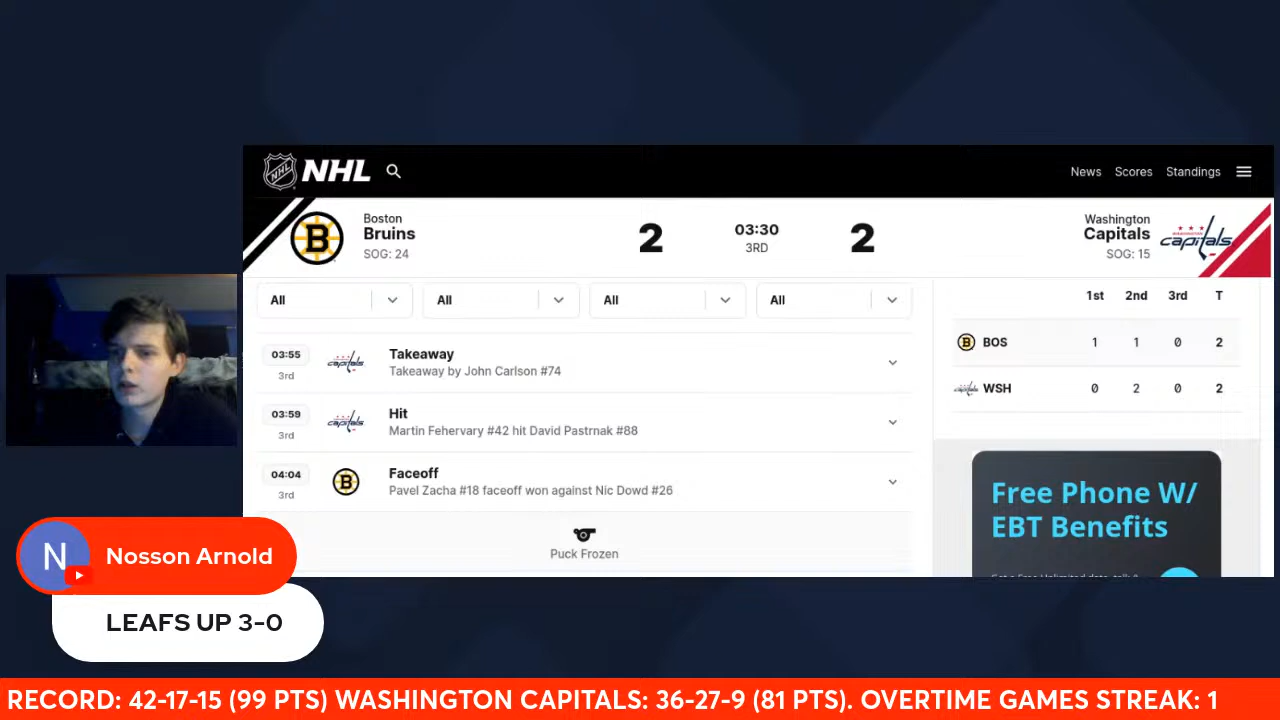 NHL
News Scores Standings
Boston
Bruins
SOG: 24
2
03:30
3RD
2
Washington
Capitals
SOG: 15
capitals
All All All All
03:55
3rd
capitals
Takeaway
Takeaway by John Carlson #74
03:59
3rd
capitals
Hit
Martin Fehervary #42 hit David Pastrnak #88
04:04
3rd
B
Faceoff
Pavel Zacha #18 faceoff won against Nic Dowd #26
Puck Frozen
1st 2nd 3rd T
BOS 1 1 0 2
WSH 0 2 0 2
Free Phone W/
EBT Benefits
N
Nosson Arnold
LEAFS UP 3-0
RECORD: 42-17-15 (99 PTS) WASHINGTON CAPITALS: 36-27-9 (81 PTS). OVERTIME GAMES STREAK: 1